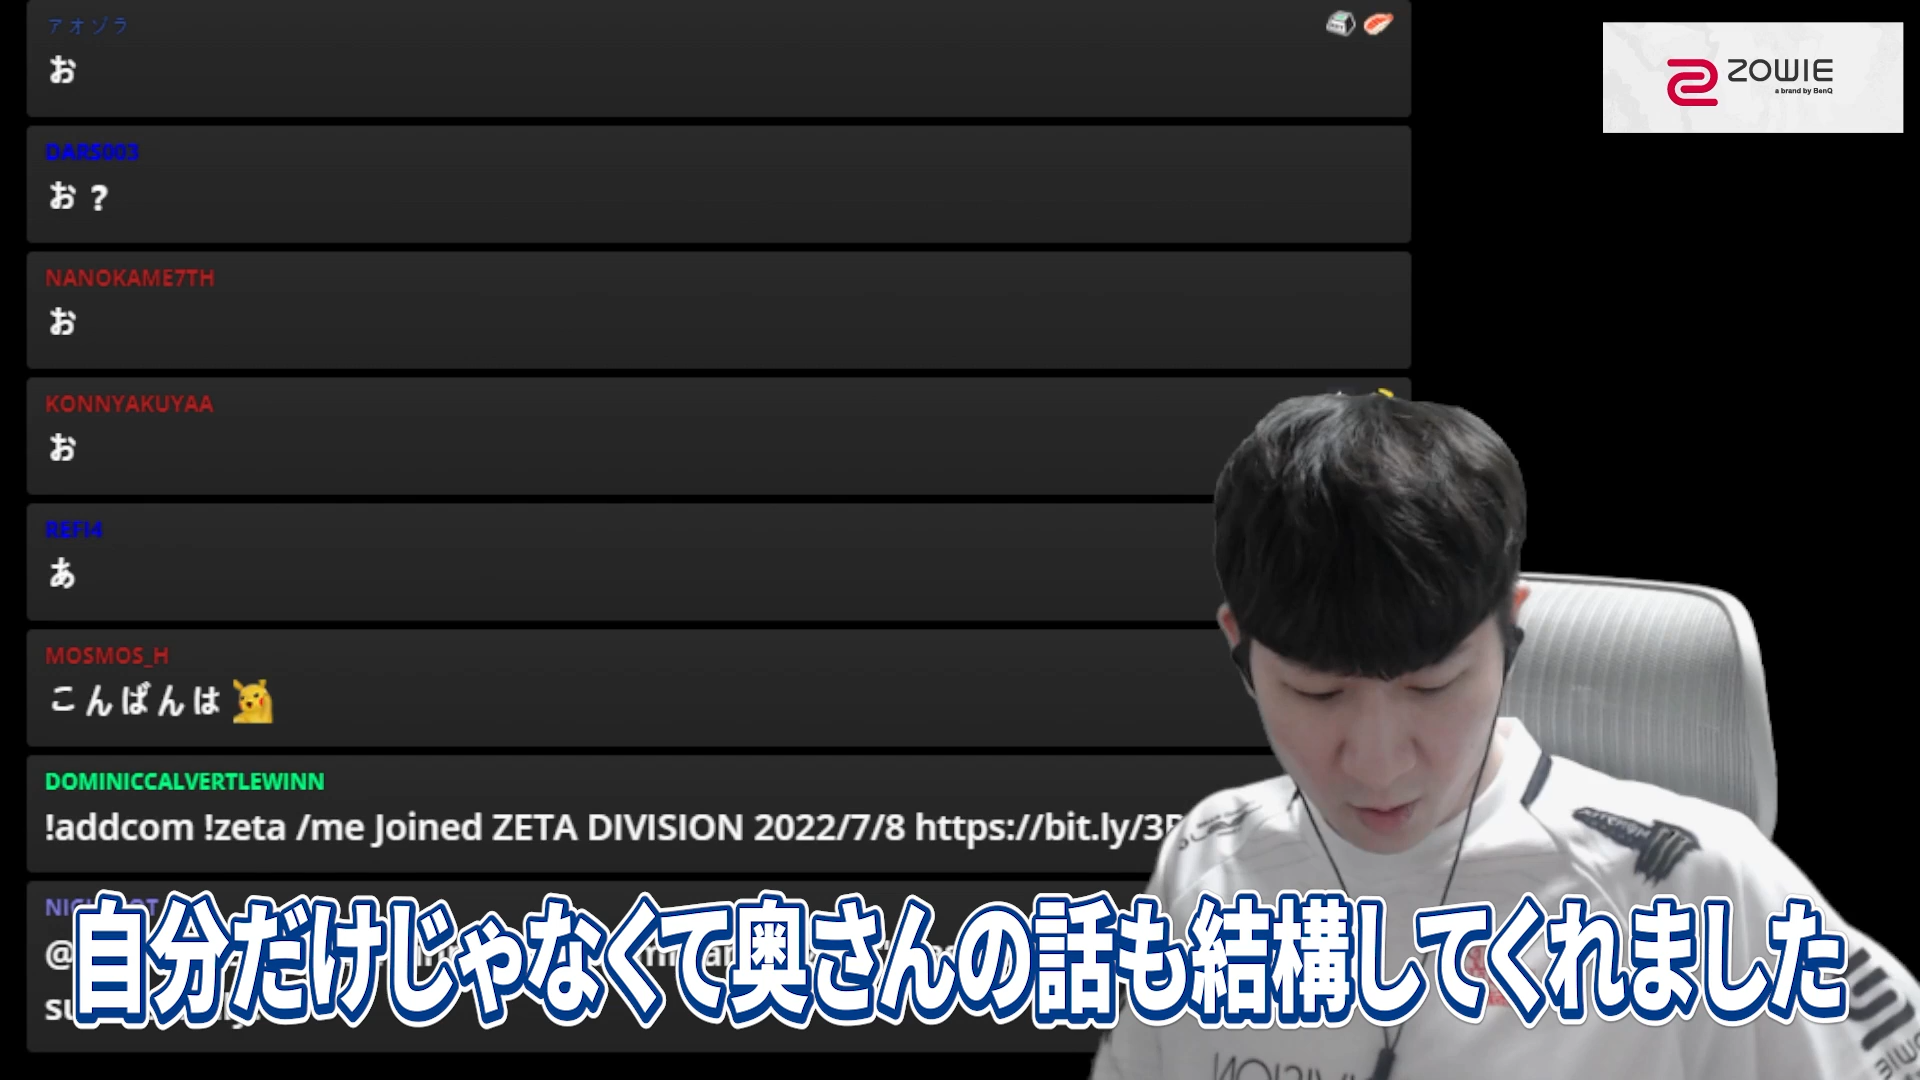 アオゾラ
お
ZOWIE
a brand by BenQ
DARS003
お？
NANOKAME7TH
お
KONNYAKUYAA
お
REFI4
あ
MOSMOS_H
こんばんは
DOMINICCALVERTLEWINN
!addcom !zeta /me Joined ZETA DIVISION 2022/7/8 https://bit.ly/3
自分だけじゃなくて奥さんの話も結構してくれました